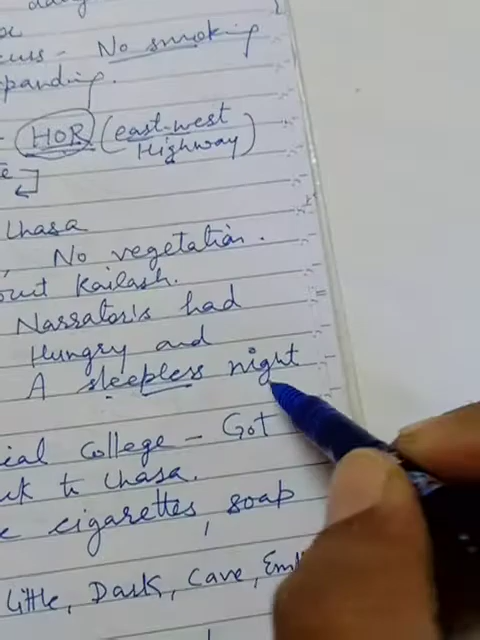 No smoking
panding.
HOR (east-west
Highway)
Lhasa
, No vegetation.
out Kailash.
Narrator's had
Hungry and
A sleepless night
ical College - Got
ck to Lhasa.
e cigarettes, soap
Little, Dark, Cave,